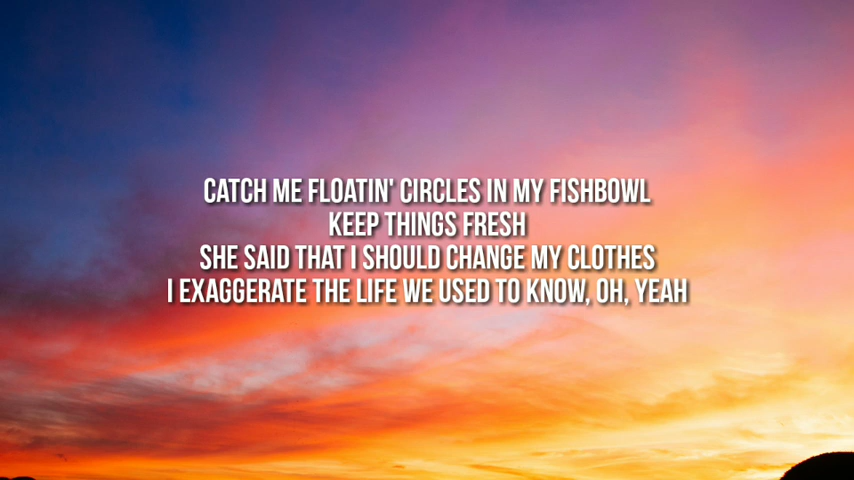 CATCH ME FLOATIN' CIRCLES IN MY FISHBOWL
KEEP THINGS FRESH
SHE SAID THAT I SHOULD CHANGE MY CLOTHES
I EXAGGERATE THE LIFE WE USED TO KNOW, OH, YEAH